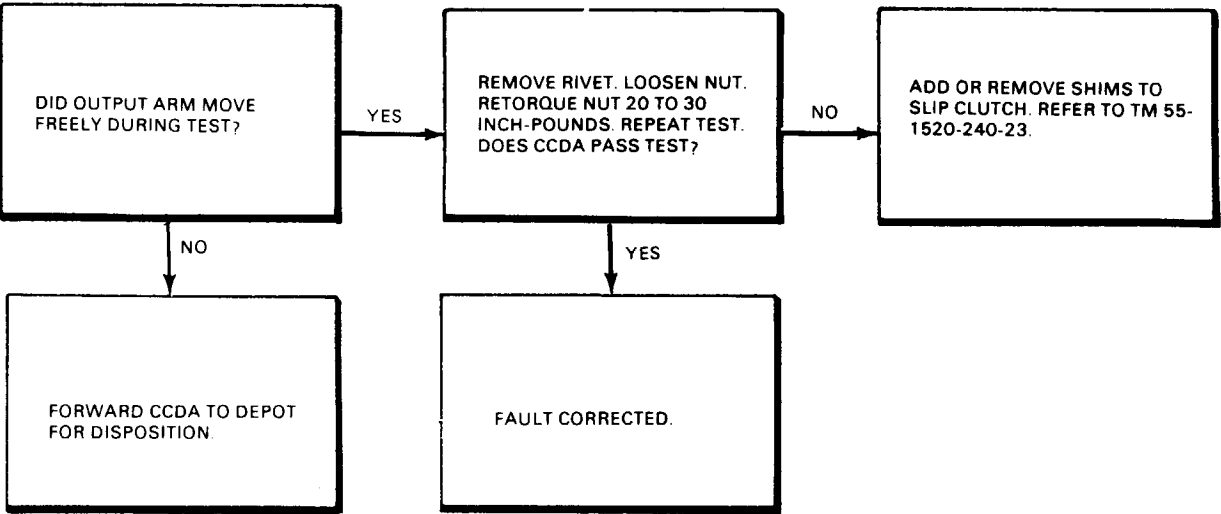 DID OUTPUT ARM MOVE
FREELY DURING TEST?
YES
REMOVE RIVET. LOOSEN NUT.
RETORQUE NUT 20 TO 30
INCH-POUNDS. REPEAT TEST.
DOES CCDA PASS TEST?
NO
ADD OR REMOVE SHIMS TO
SLIP CLUTCH. REFER TO TM 55-
1520-240-23.
NO
YES
FORWARD CCDA TO DEPOT
FOR DISPOSITION.
FAULT CORRECTED.